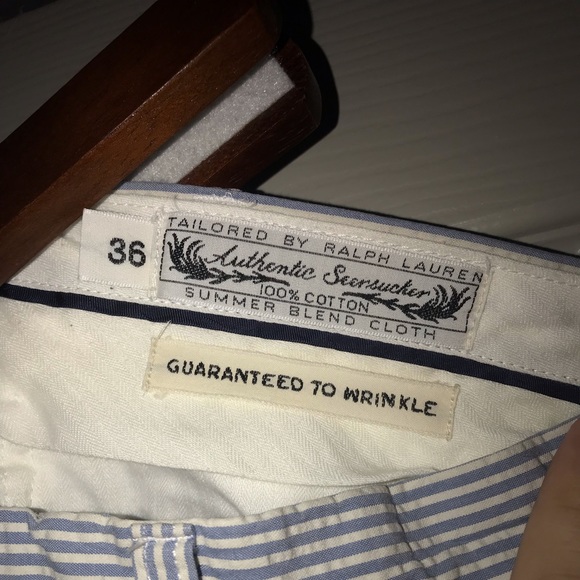 36
TAILORED BY RALPH LAUREN
Authentic Seersucker
100% COTTON
SUMMER BLEND CLOTH
GUARANTEED TO WRINKLE